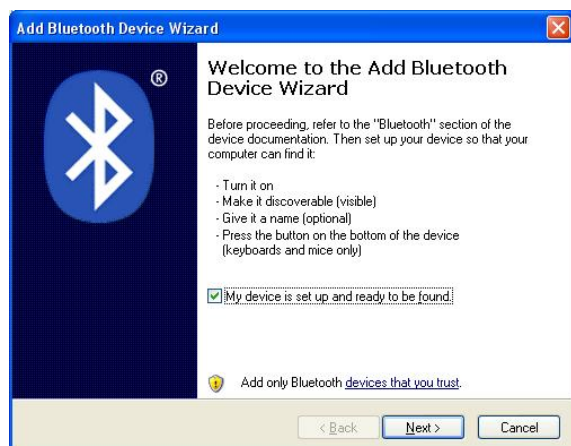 Add Bluetooth Device Wizard
®
Welcome to the Add Bluetooth
Device Wizard
Before proceeding, refer to the "Bluetooth" section of the
device documentation. Then set up your device so that your
computer can find it:
- Turn it on
- Make it discoverable (visible)
- Give it a name (optional)
- Press the button on the bottom of the device
(keyboards and mice only)
My device is set up and ready to be found.
Add only Bluetooth devices that you trust.
< Back Next > Cancel